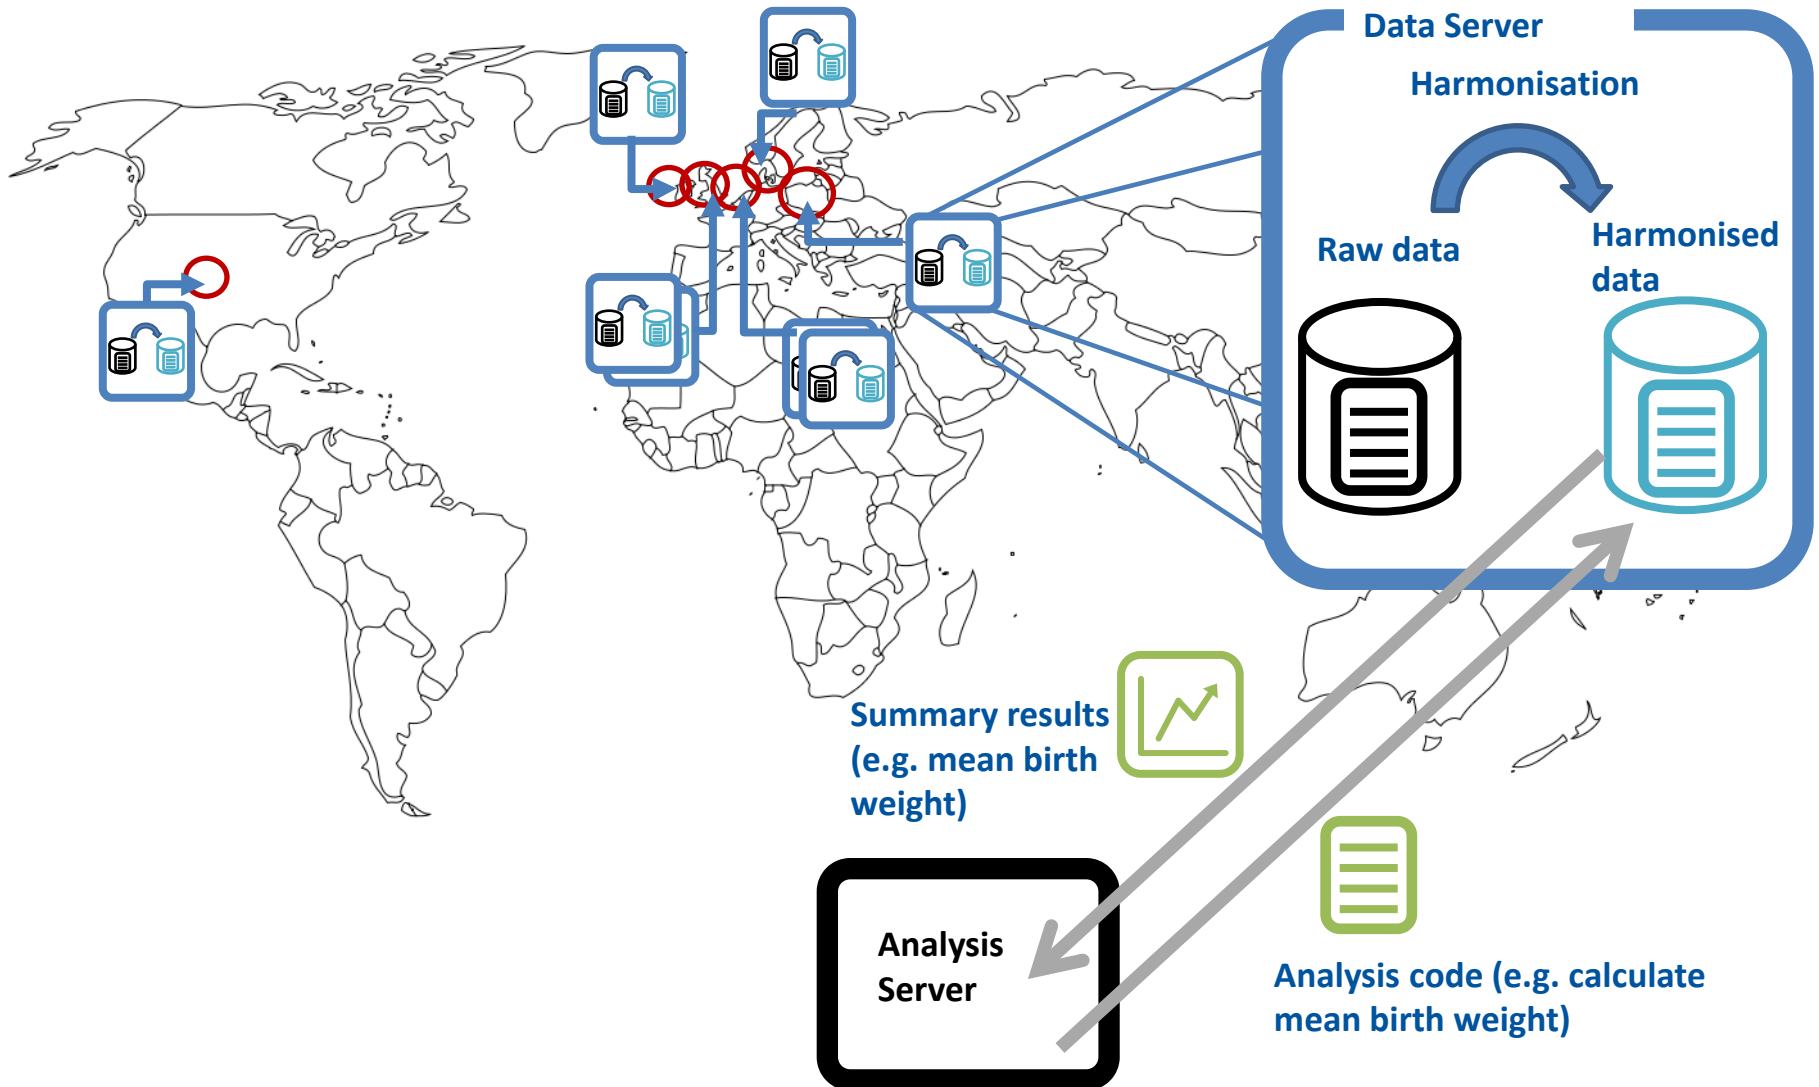 Data Server
Harmonisation
Raw data
Harmonised
data
Summary results
(e.g. mean birth
weight)
Analysis
Server
Analysis code (e.g. calculate
mean birth weight)